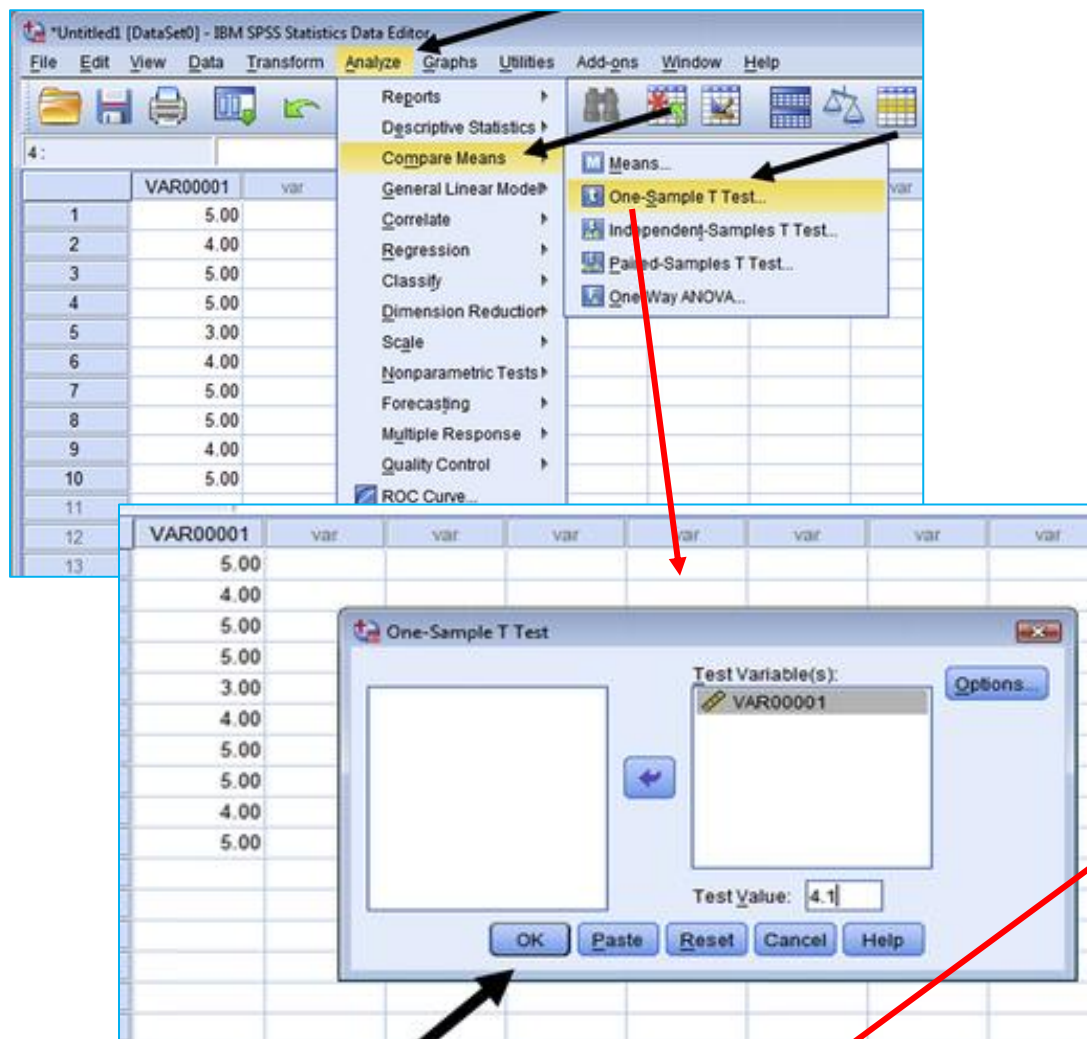 *Untitled1 [DataSet0] - IBM SPSS Statistics Data Editor
File Edit View Data Transform Analyze Graphs Utilities Add-ons Window Help
4 :
VAR00001 var var
1 5.00
2 4.00
3 5.00
4 5.00
5 3.00
6 4.00
7 5.00
8 5.00
9 4.00
10 5.00
11
12
13
Reports
Descriptive Statistics
Compare Means
General Linear Model
Correlate
Regression
Classify
Dimension Reduction
Scale
Nonparametric Tests
Forecasting
Multiple Response
Quality Control
ROC Curve...
Means...
One-Sample T Test...
Independent-Samples T Test...
Paired-Samples T Test...
One-Way ANOVA...
VAR00001 var var var var var var var
5.00
4.00
5.00
5.00
3.00
4.00
5.00
5.00
4.00
5.00
One-Sample T Test
Test Variable(s):
VAR00001
Options...
Test Value: 4.1
OK Paste Reset Cancel Help